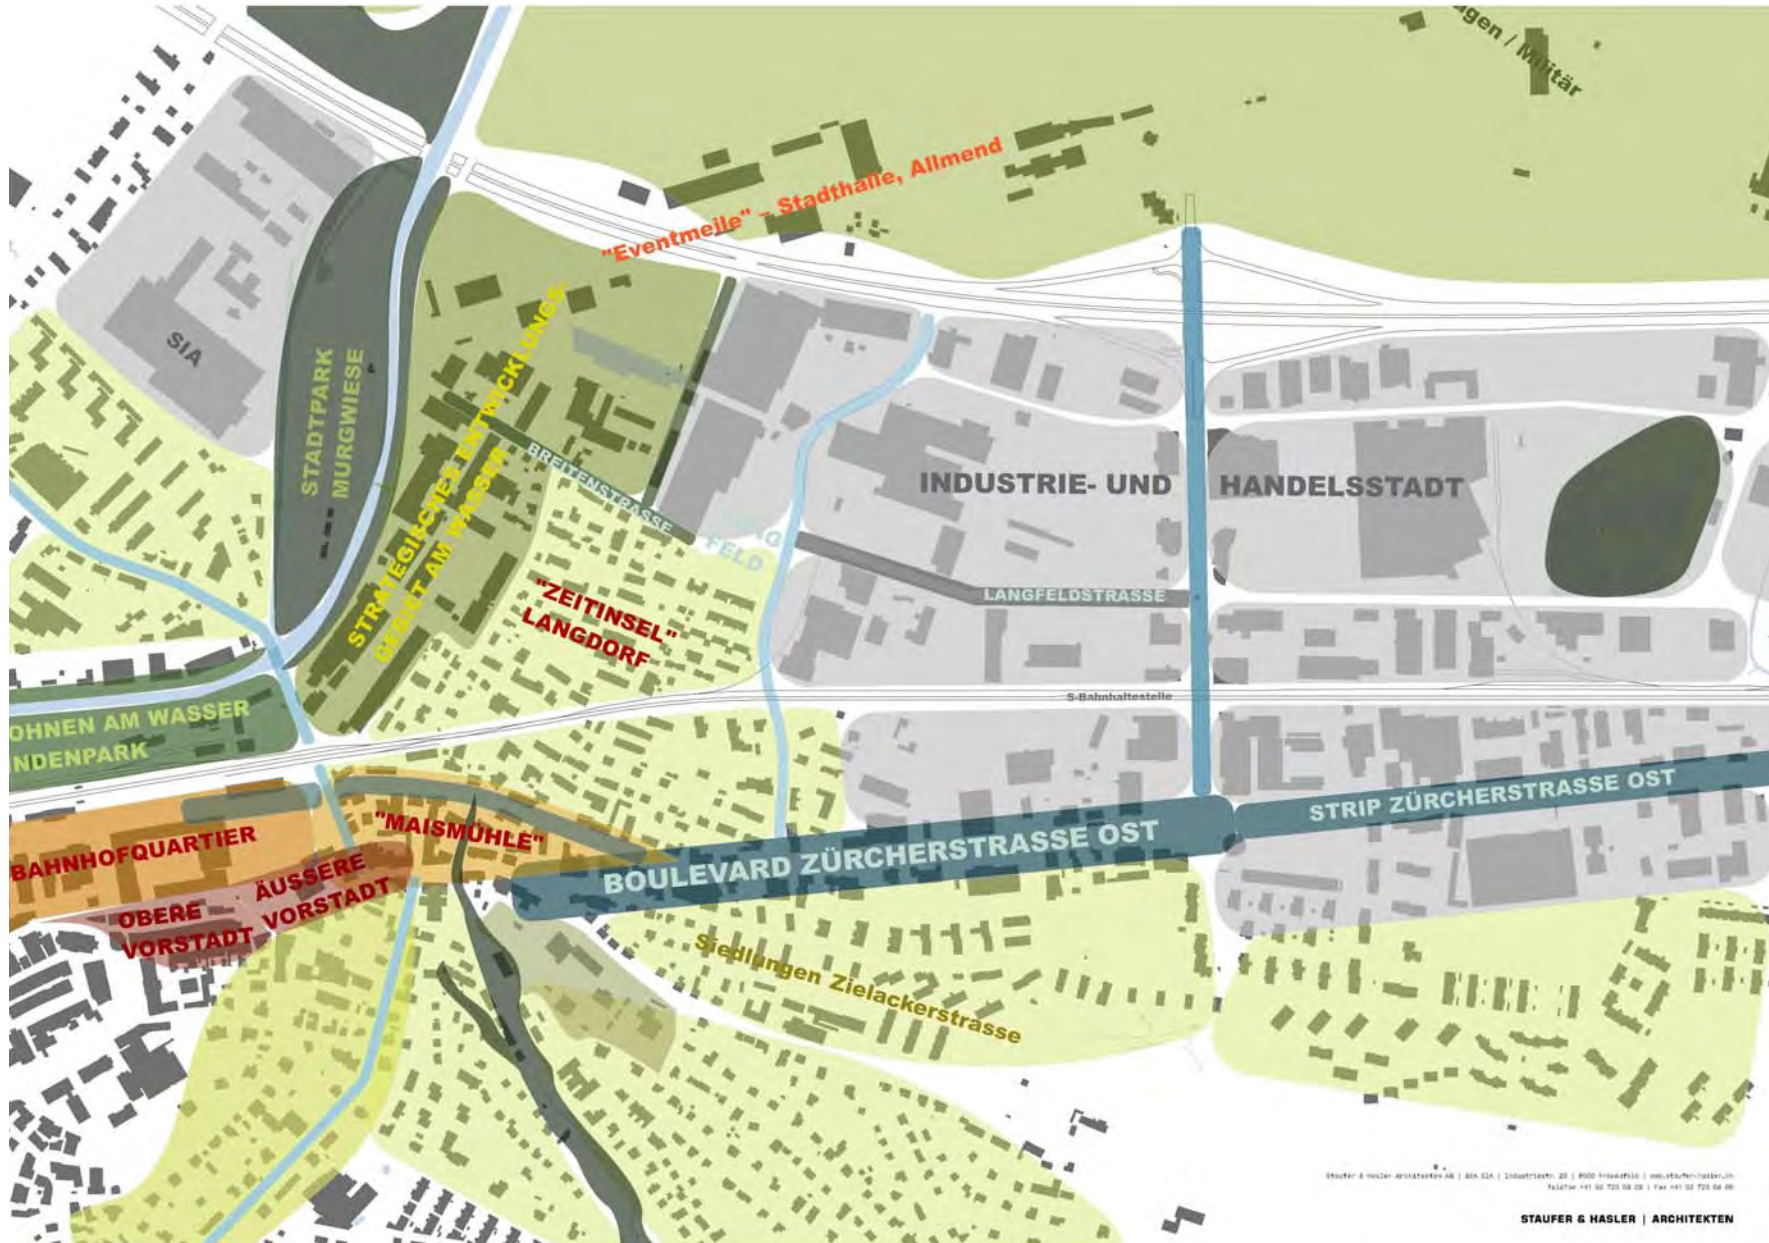 agen / Militär
"Eventmeile" – Stadthalle, Allmend
SIA
STADTPARK
MURGWIESE
STRATEGISCHES ENTWICKLUNGS-
GEBIET AM WASSER
BREITENSTRASSE
FELD
INDUSTRIE- UND HANDELSSTADT
"ZEITINSEL"
LANGDORF
LANGFELDSTRASSE
S-Bahnhaltestelle
OHNEN AM WASSER
NDENPARK
BAHNHOFQUARTIER
"MAISMÜHLE"
OBERE
VORSTADT
ÄUSSERE
VORSTADT
BOULEVARD ZÜRCHERSTRASSE OST
STRIP ZÜRCHERSTRASSE OST
Siedlungen Zielackerstrasse
STAUFER & HASLER | ARCHITEKTEN